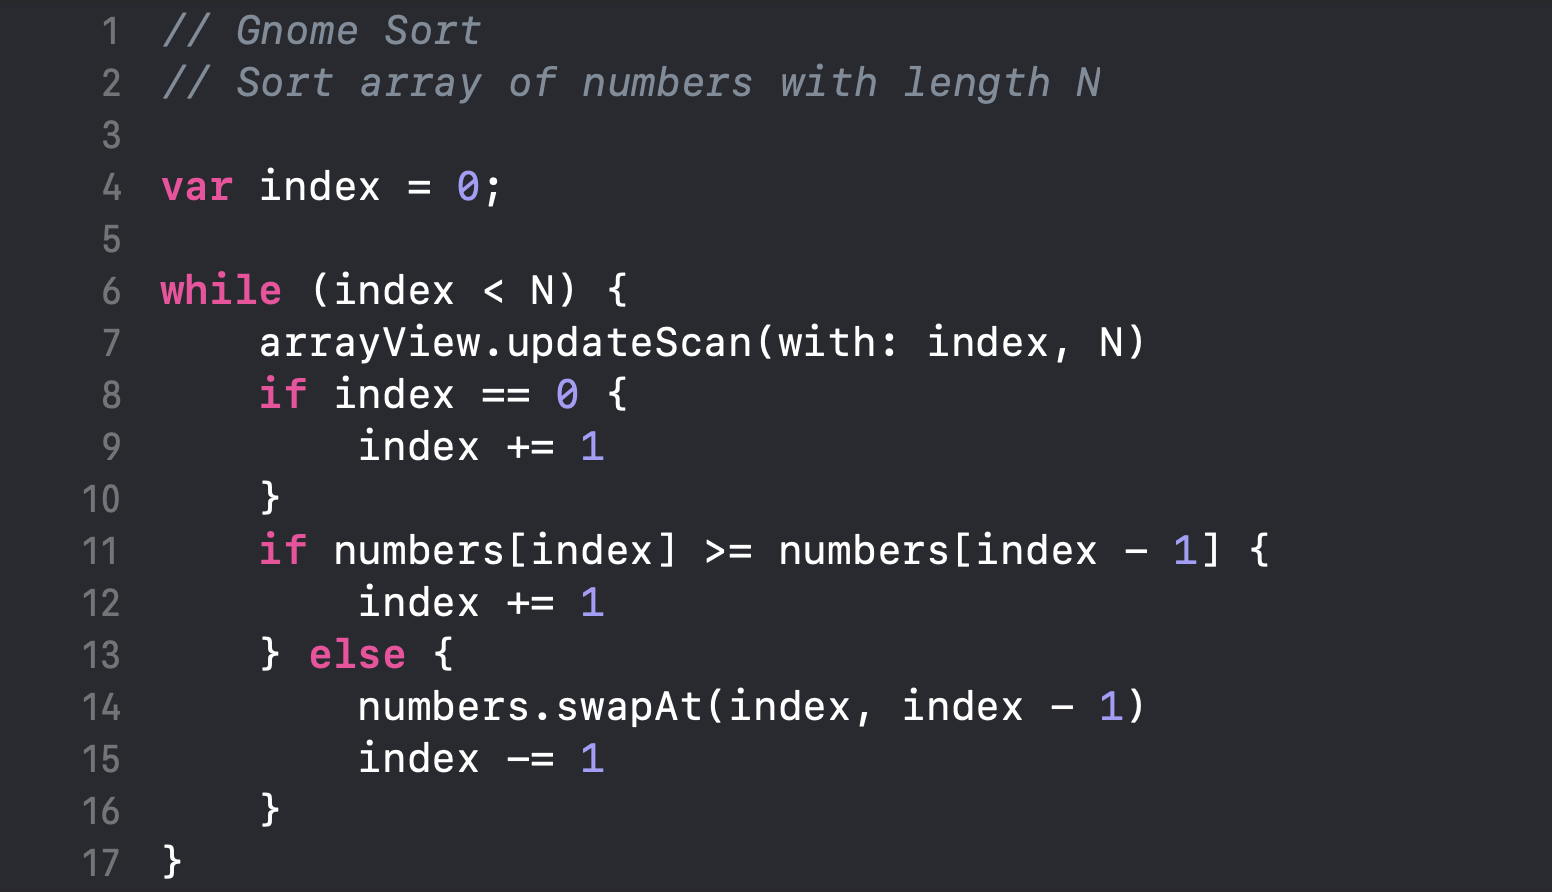 1 // Gnome Sort
2 // Sort array of numbers with length N
3
4 var index = 0;
5
6 while (index < N) {
7     arrayView.updateScan(with: index, N)
8     if index == 0 {
9         index += 1
10     }
11     if numbers[index] >= numbers[index - 1] {
12         index += 1
13     } else {
14         numbers.swapAt(index, index - 1)
15         index -= 1
16     }
17 }